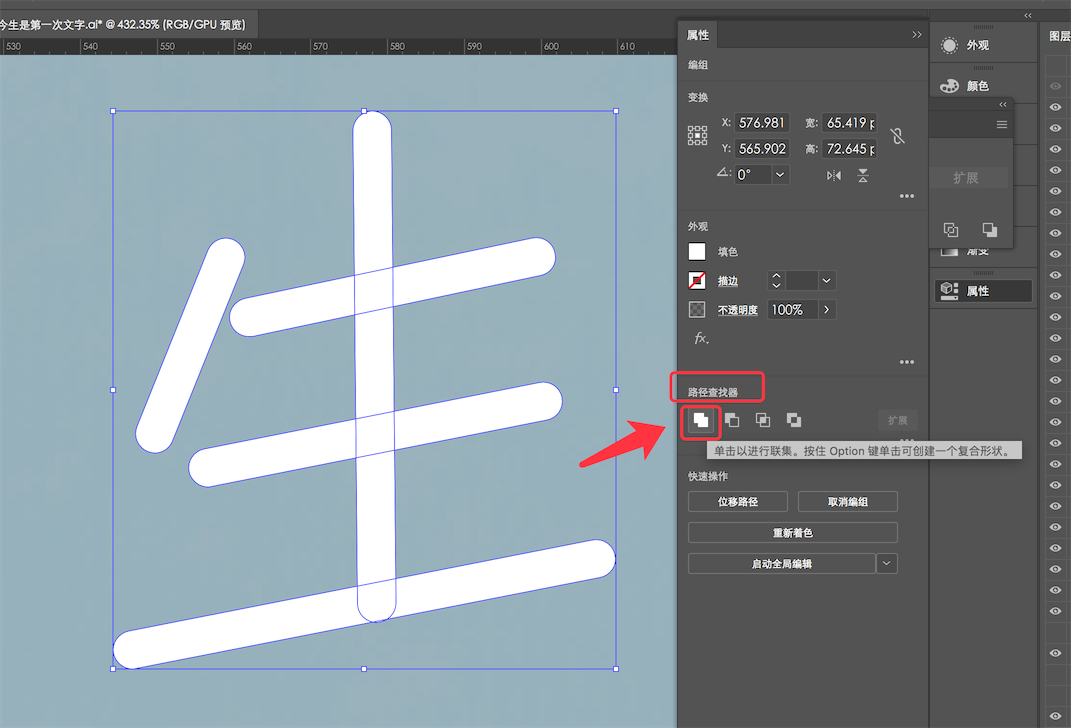 今生是第一次文字.ai* @ 432.35% (RGB/GPU 预览)
530 540 550 560 570 580 590 600 610
属性
编组
变换
X: 576.981 宽: 65.419 p
Y: 565.902 高: 72.645 p
0°
外观
填色
描边
不透明度 100%
fx.
路径查找器
扩展
单击以进行联集。按住 Option 键单击可创建一个复合形状。
快速操作
位移路径 取消编组
重新着色
启动全局编辑
外观
颜色
扩展
渐变
属性
图层
生